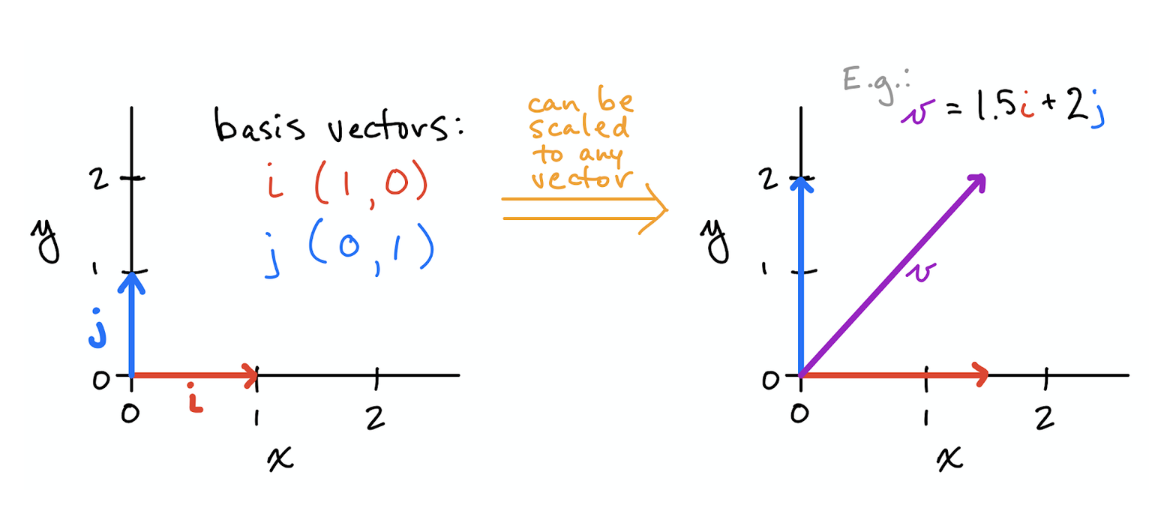 basis vectors:
i (1,0)
j (0,1)
2
y
1
j
0
i
0
1
2
x
can be
scaled
to any
vector
E.g.:
v = 1.5i + 2j
2
y
1
v
0
0
1
2
x